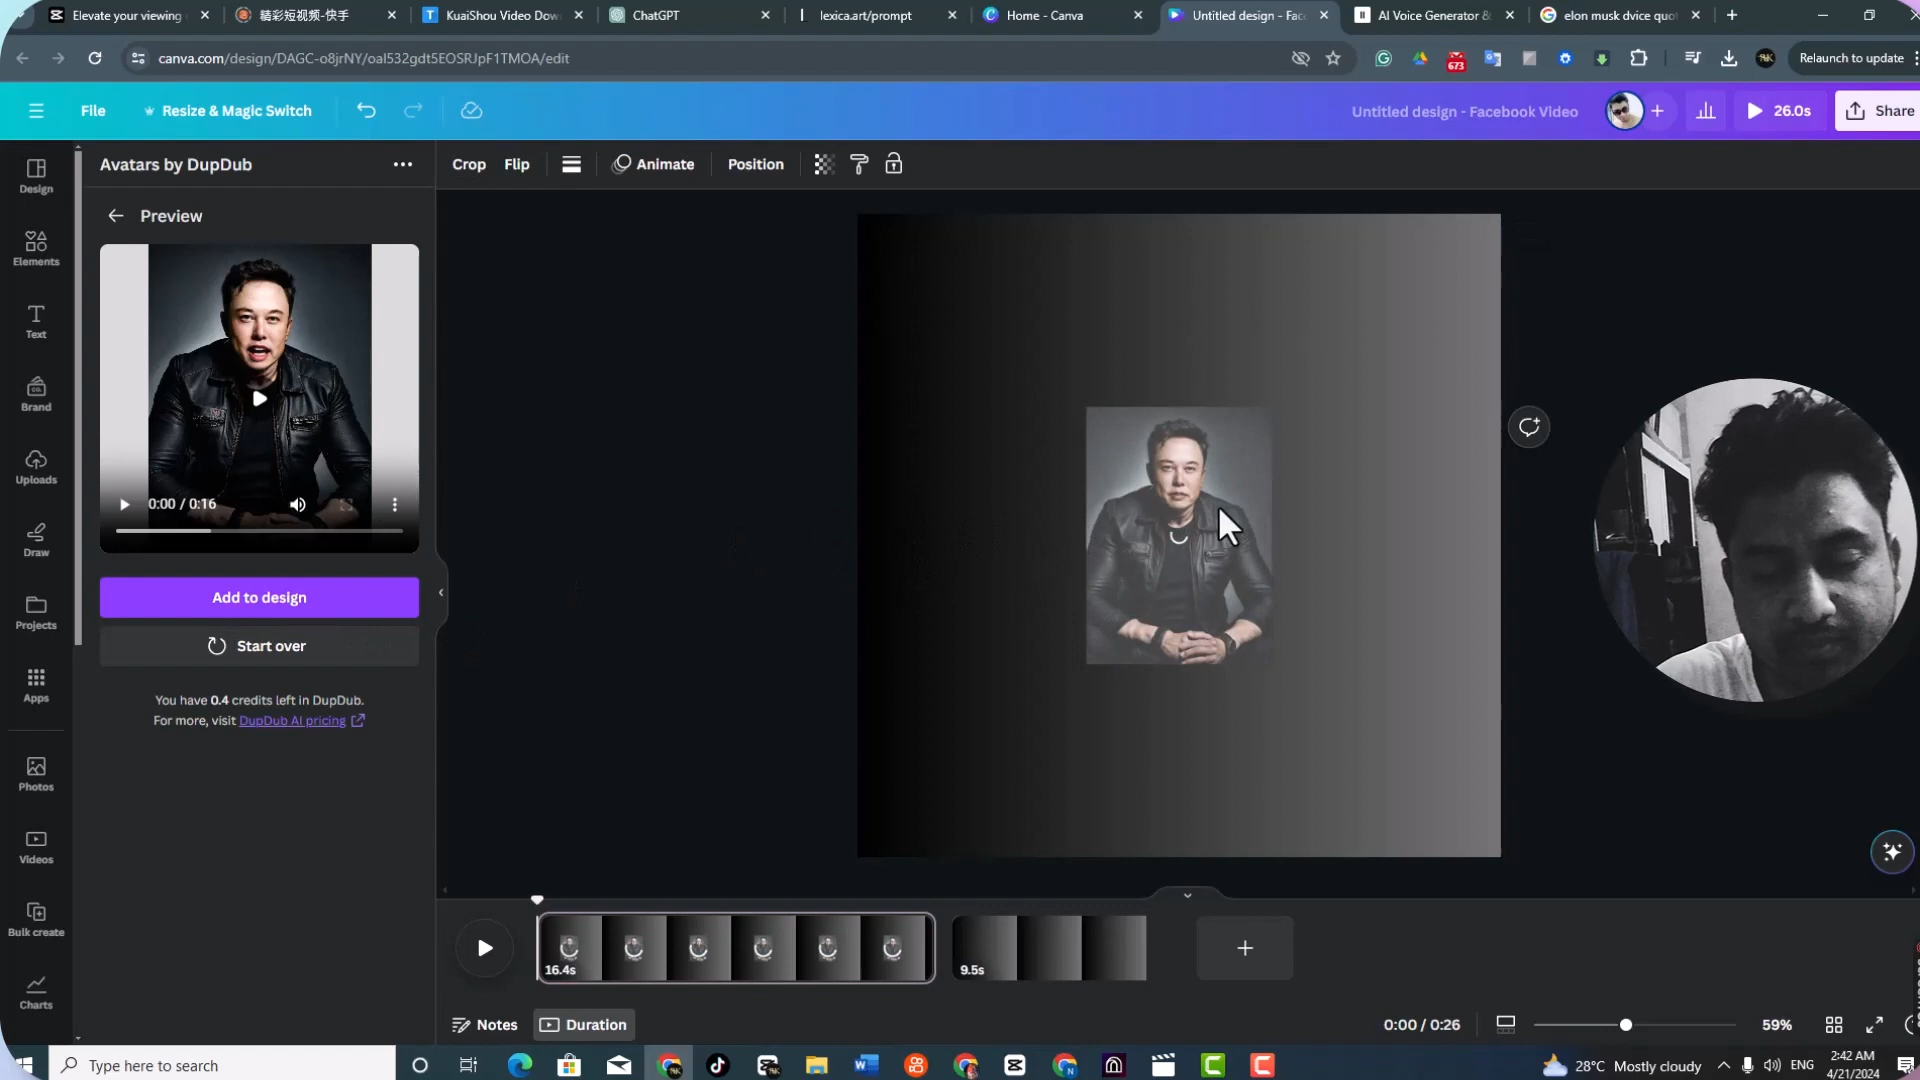 Elevate your viewing
精彩短视频-快手
KuaiShou Video Dow
ChatGPT
lexica.art/prompt
Home - Canva
Untitled design - Fac
AI Voice Generator &
elon musk dvice quo
canva.com/design/DAGC-o8jrNY/oal532gdt5EOSRJpF1TMOA/edit
673
Relaunch to update
File
Resize & Magic Switch
Untitled design - Facebook Video
26.0s
Share
Avatars by DupDub
Crop
Flip
Animate
Position
Preview
Design
Elements
Text
Brand
Uploads
Draw
Projects
Apps
Photos
Videos
Bulk create
Charts
0:00 / 0:16
Add to design
Start over
You have 0.4 credits left in DupDub.
For more, visit DupDub AI pricing
16.4s
9.5s
Notes
Duration
0:00 / 0:26
59%
Type here to search
28°C Mostly cloudy
ENG
2:42 AM
4/21/2024